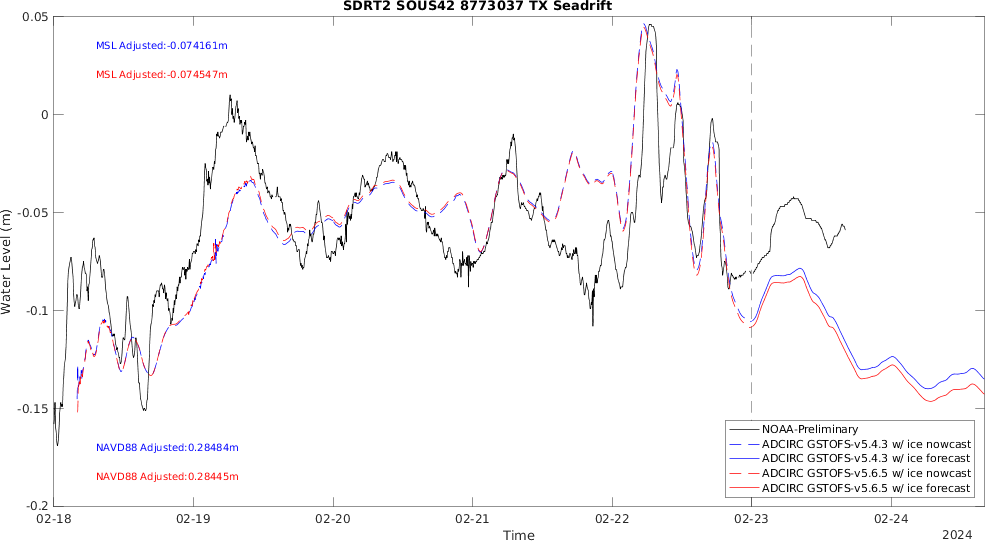 SDRT2 SOUS42 8773037 TX Seadrift
0.05
MSL Adjusted:-0.074161m
MSL Adjusted:-0.074547m
0
-0.05
Water Level (m)
-0.1
-0.15
NAVD88 Adjusted:0.28484m
NAVD88 Adjusted:0.28445m
NOAA-Preliminary
ADCIRC GSTOFS-v5.4.3 w/ ice nowcast
ADCIRC GSTOFS-v5.4.3 w/ ice forecast
ADCIRC GSTOFS-v5.6.5 w/ ice nowcast
ADCIRC GSTOFS-v5.6.5 w/ ice forecast
-0.2
02-18 02-19 02-20 02-21 02-22 02-23 02-24
Time
2024